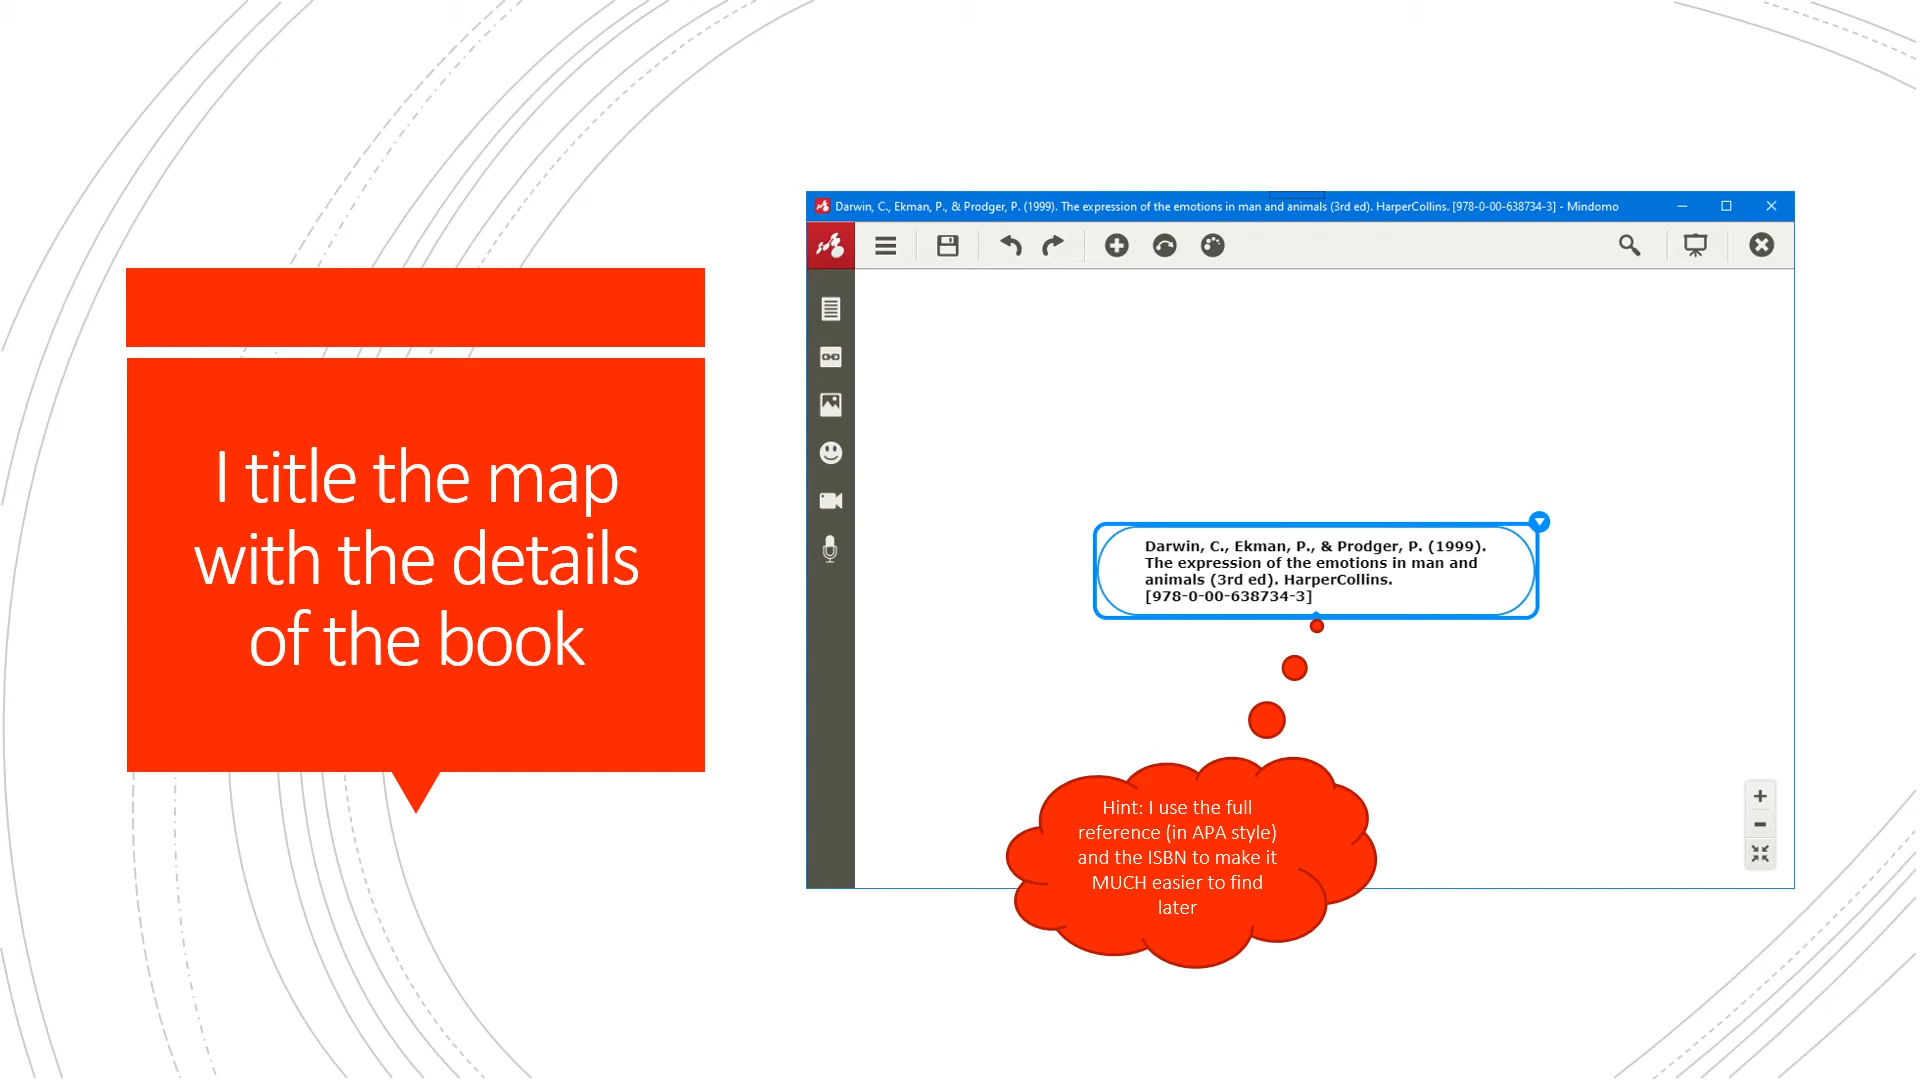 I title the map
with the details
of the book
Darwin, C., Ekman, P., & Prodger, P. (1999). The expression of the emotions in man and animals (3rd ed). HarperCollins. [978-0-00-638734-3] - Mindomo
Darwin, C., Ekman, P., & Prodger, P. (1999).
The expression of the emotions in man and
animals (3rd ed). HarperCollins.
[978-0-00-638734-3]
Hint: I use the full
reference (in APA style)
and the ISBN to make it
MUCH easier to find
later